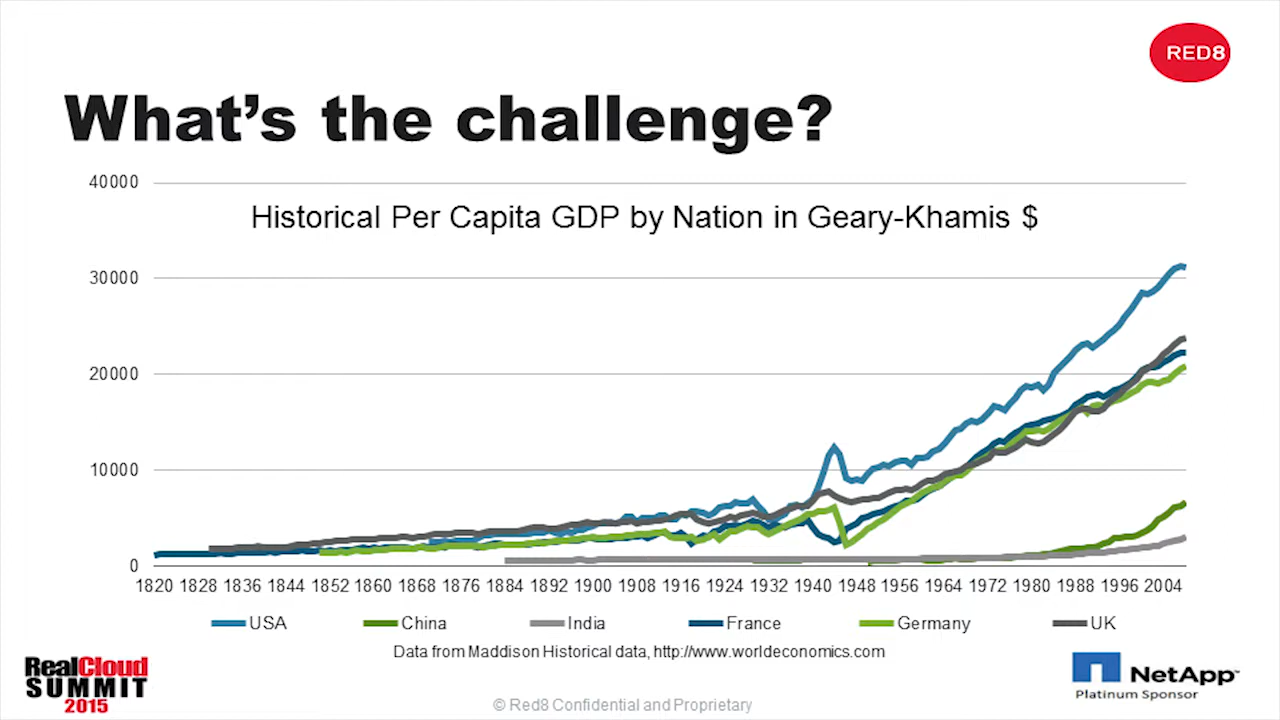 RED8
What's the challenge?
40000
Historical Per Capita GDP by Nation in Geary-Khamis $
30000
20000
10000
0
1820 1828 1836 1844 1852 1860 1868 1876 1884 1892 1900 1908 1916 1924 1932 1940 1948 1956 1964 1972 1980 1988 1996 2004
USA China India France Germany UK
Data from Maddison Historical data, http://www.worldeconomics.com
RealCloud
SUMMIT
2015
NetApp™
Platinum Sponsor
© Red8 Confidential and Proprietary